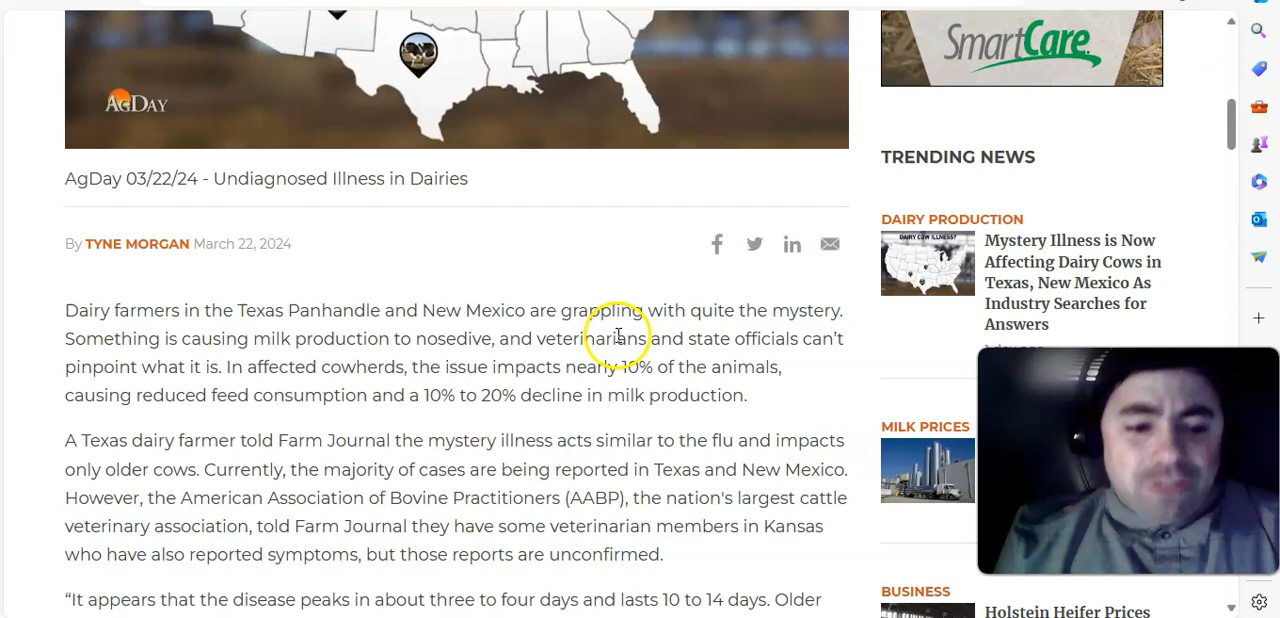 AGDAY
AgDay 03/22/24 - Undiagnosed Illness in Dairies
By TYNE MORGAN March 22, 2024
Dairy farmers in the Texas Panhandle and New Mexico are grappling with quite the mystery.
Something is causing milk production to nosedive, and veterinarians and state officials can’t
pinpoint what it is. In affected cowherds, the issue impacts nearly 10% of the animals,
causing reduced feed consumption and a 10% to 20% decline in milk production.
A Texas dairy farmer told Farm Journal the mystery illness acts similar to the flu and impacts
only older cows. Currently, the majority of cases are being reported in Texas and New Mexico.
However, the American Association of Bovine Practitioners (AABP), the nation's largest cattle
veterinary association, told Farm Journal they have some veterinarian members in Kansas
who have also reported symptoms, but those reports are unconfirmed.
“It appears that the disease peaks in about three to four days and lasts 10 to 14 days. Older
SmartCare
TRENDING NEWS
DAIRY PRODUCTION
DAIRY COW ILLNESS?
Mystery Illness is Now
Affecting Dairy Cows in
Texas, New Mexico As
Industry Searches for
Answers
MILK PRICES
BUSINESS
Holstein Heifer Prices